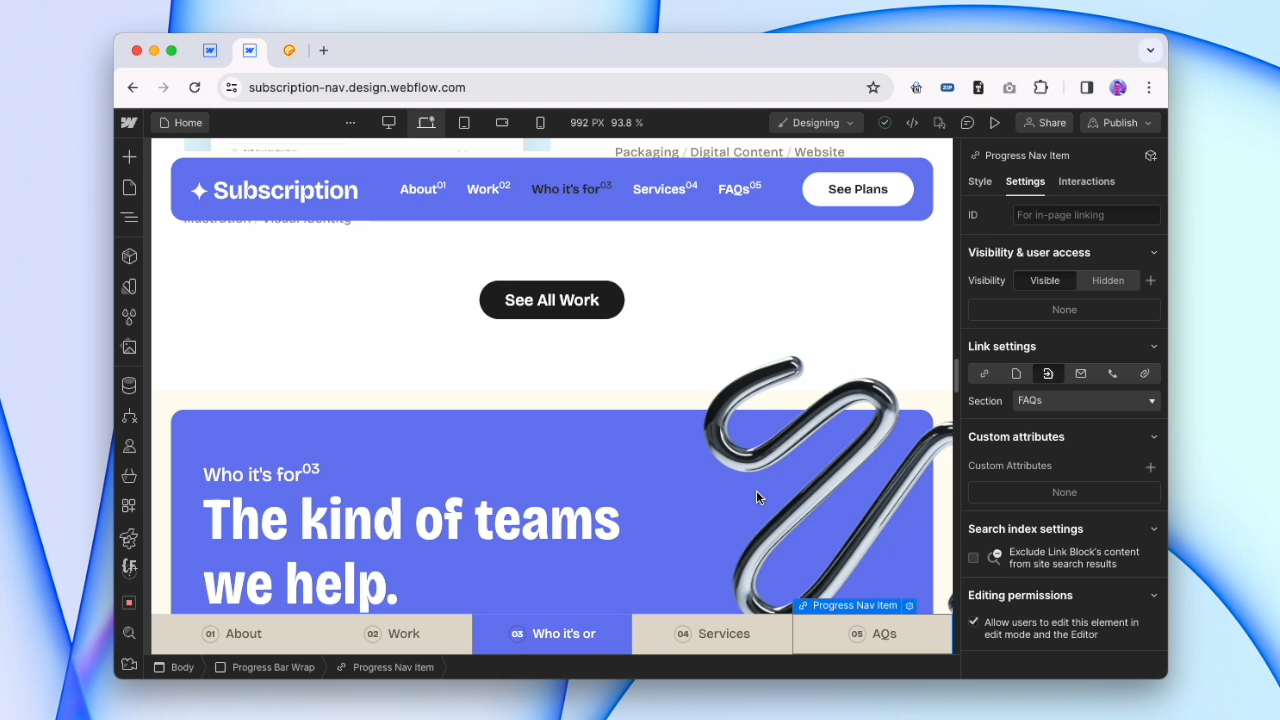 subscription-nav.design.webflow.com
ZIP
Home
992 PX 93.8 %
Designing
Share
Publish
Packaging / Digital Content / Website
Subscription
About01
Work02
Who it's for03
Services04
FAQs05
See Plans
Illustration / Visual Identity
See All Work
Who it's for03
The kind of teams
we help.
Progress Nav Item
01 About
02 Work
03 Who it's or
04 Services
05 AQs
Body
Progress Bar Wrap
Progress Nav Item
Progress Nav Item
Style
Settings
Interactions
ID
For in-page linking
Visibility & user access
Visibility
Visible
Hidden
None
Link settings
Section
FAQs
Custom attributes
Custom Attributes
None
Search index settings
Exclude Link Block's content
from site search results
Editing permissions
Allow users to edit this element in
edit mode and the Editor